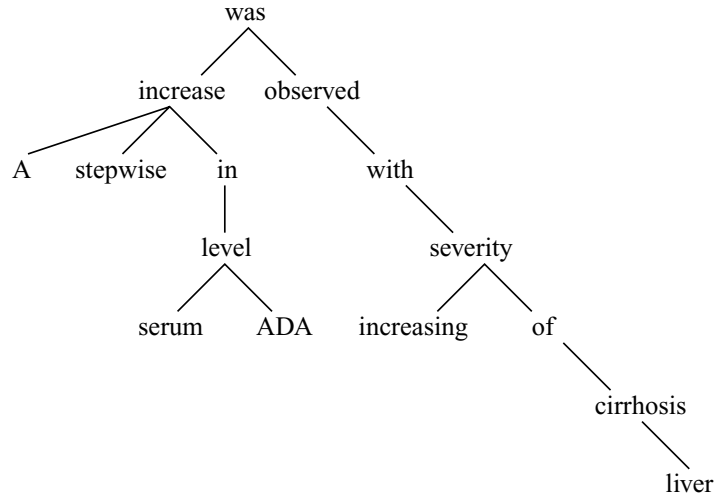 was
increase observed
A stepwise in with
level severity
serum ADA increasing of
cirrhosis
liver